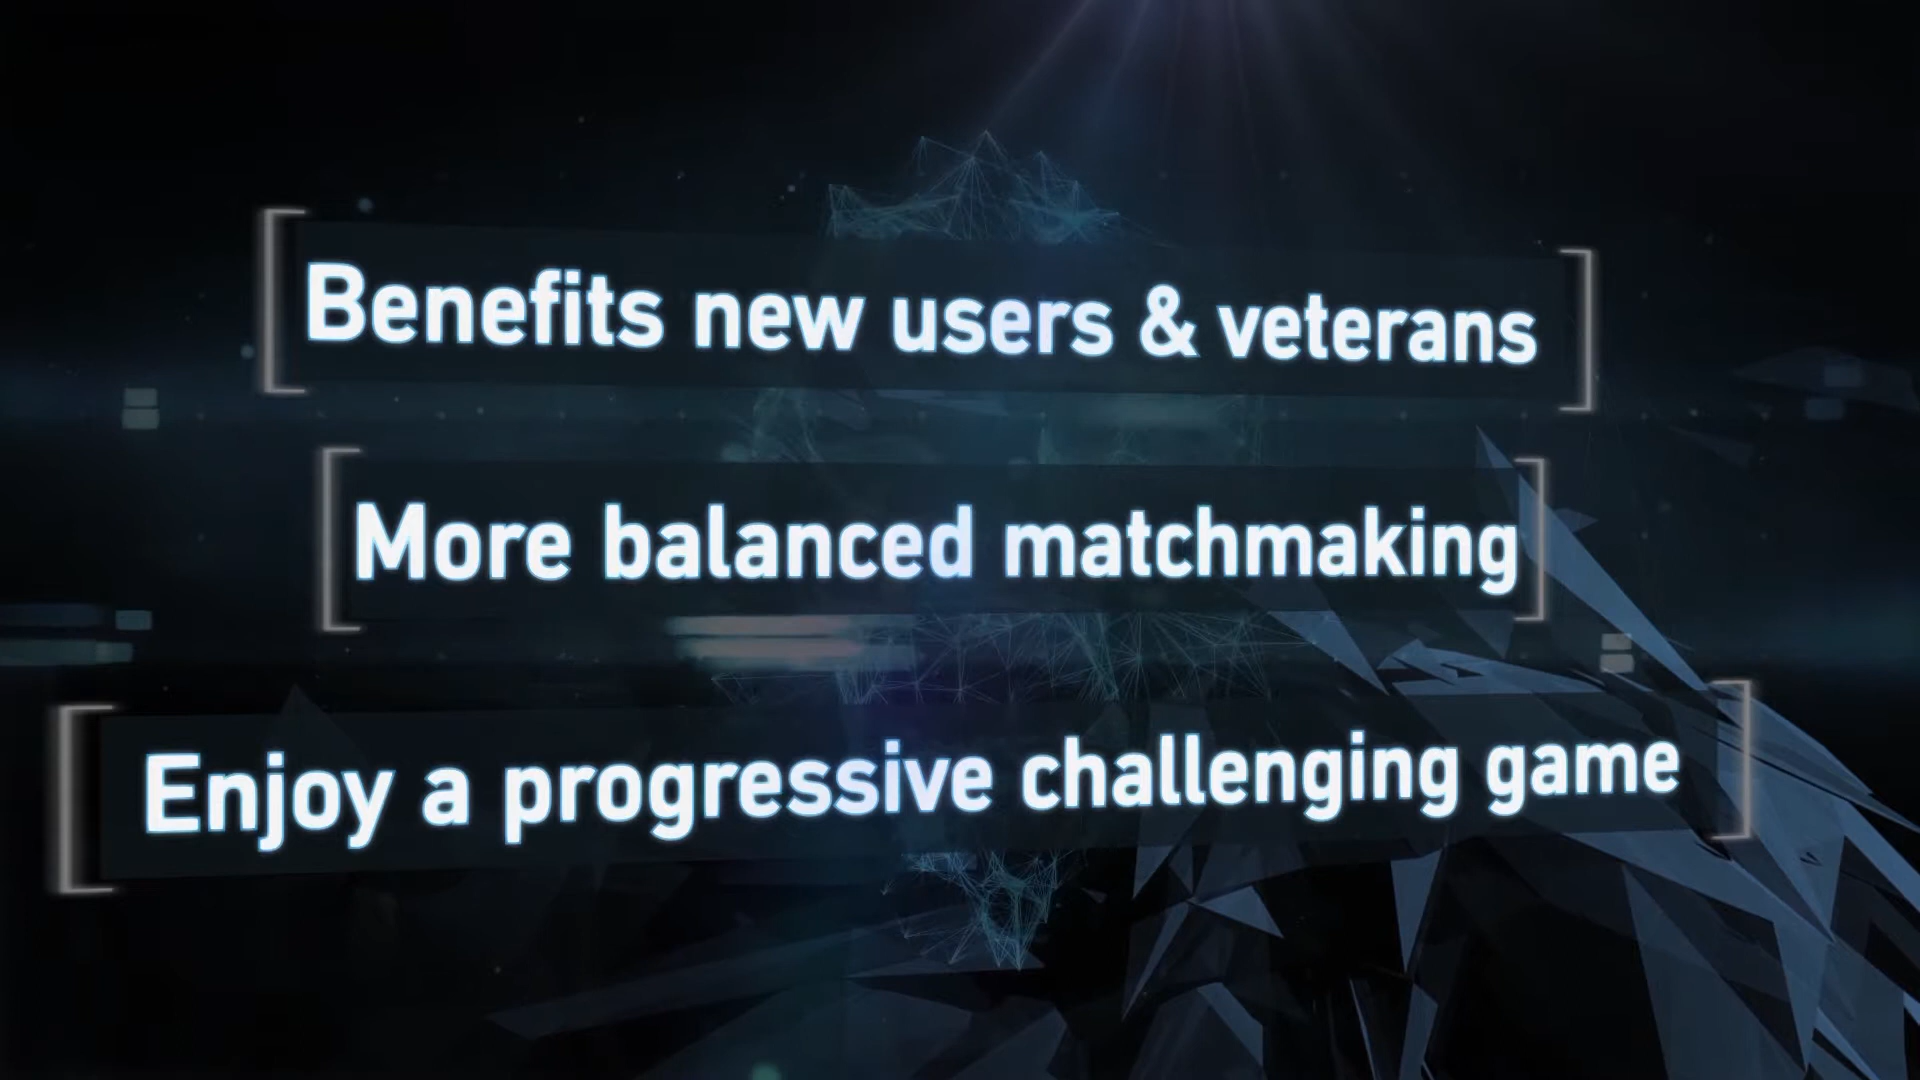 Benefits new users & veterans
More balanced matchmaking
Enjoy a progressive challenging game